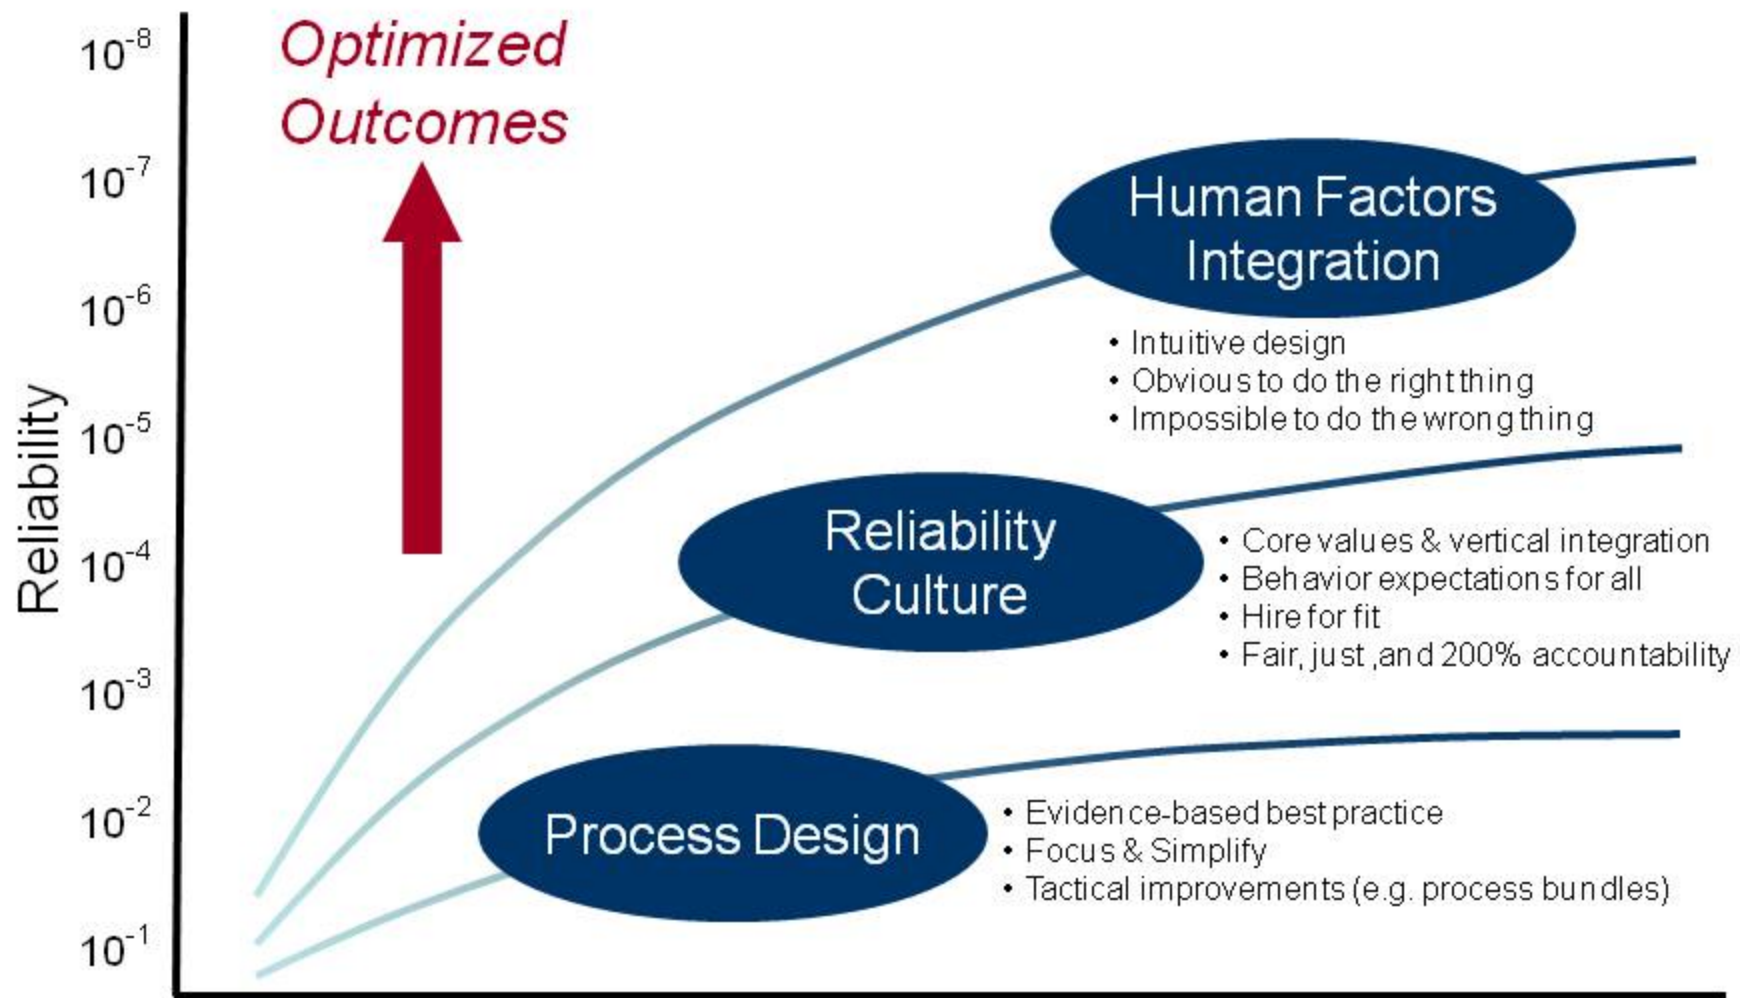 Optimized
Outcomes
Reliability
10⁻⁸
10⁻⁷
10⁻⁶
10⁻⁵
10⁻⁴
10⁻³
10⁻²
10⁻¹
Human Factors
Integration
• Intuitive design
• Obvious to do the right thing
• Impossible to do the wrong thing
Reliability
Culture
• Core values & vertical integration
• Behavior expectations for all
• Hire for fit
• Fair, just ,and 200% accountability
Process Design
• Evidence-based best practice
• Focus & Simplify
• Tactical improvements (e.g. process bundles)